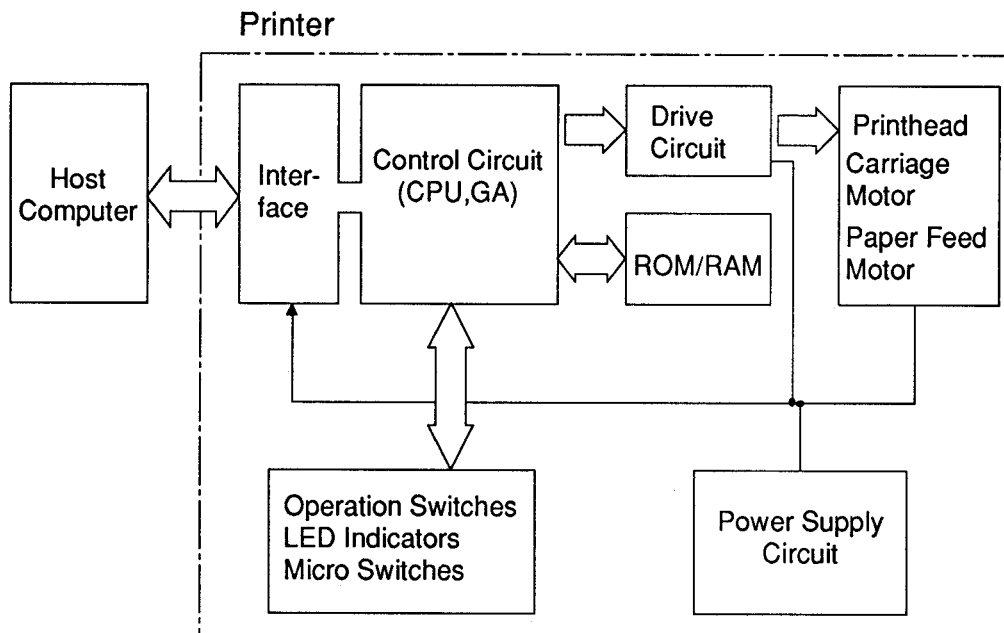 Printer
Host
Computer
Inter-
face
Control Circuit
(CPU,GA)
Drive
Circuit
Printhead
Carriage
Motor
Paper Feed
Motor
ROM/RAM
Operation Switches
LED Indicators
Micro Switches
Power Supply
Circuit